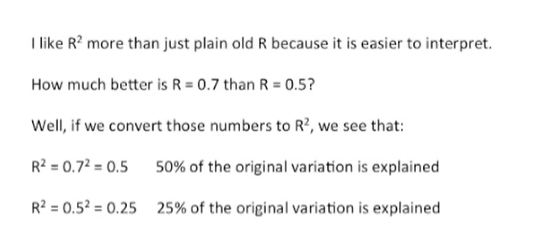 I like R² more than just plain old R because it is easier to interpret.
How much better is R = 0.7 than R = 0.5?
Well, if we convert those numbers to R², we see that:
R² = 0.7² = 0.5 50% of the original variation is explained
R² = 0.5² = 0.25 25% of the original variation is explained